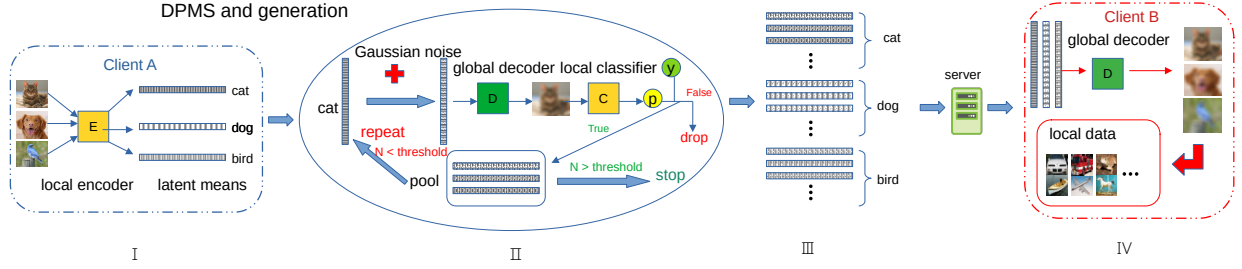 DPMS and generation
Client A
E
cat
dog
bird
local encoder
latent means
I
Gaussian noise
cat
global decoder
local classifier
D
C
p
y
False
True
drop
repeat
N < threshold
pool
N > threshold
stop
II
cat
dog
bird
III
server
Client B
global decoder
D
local data
IV